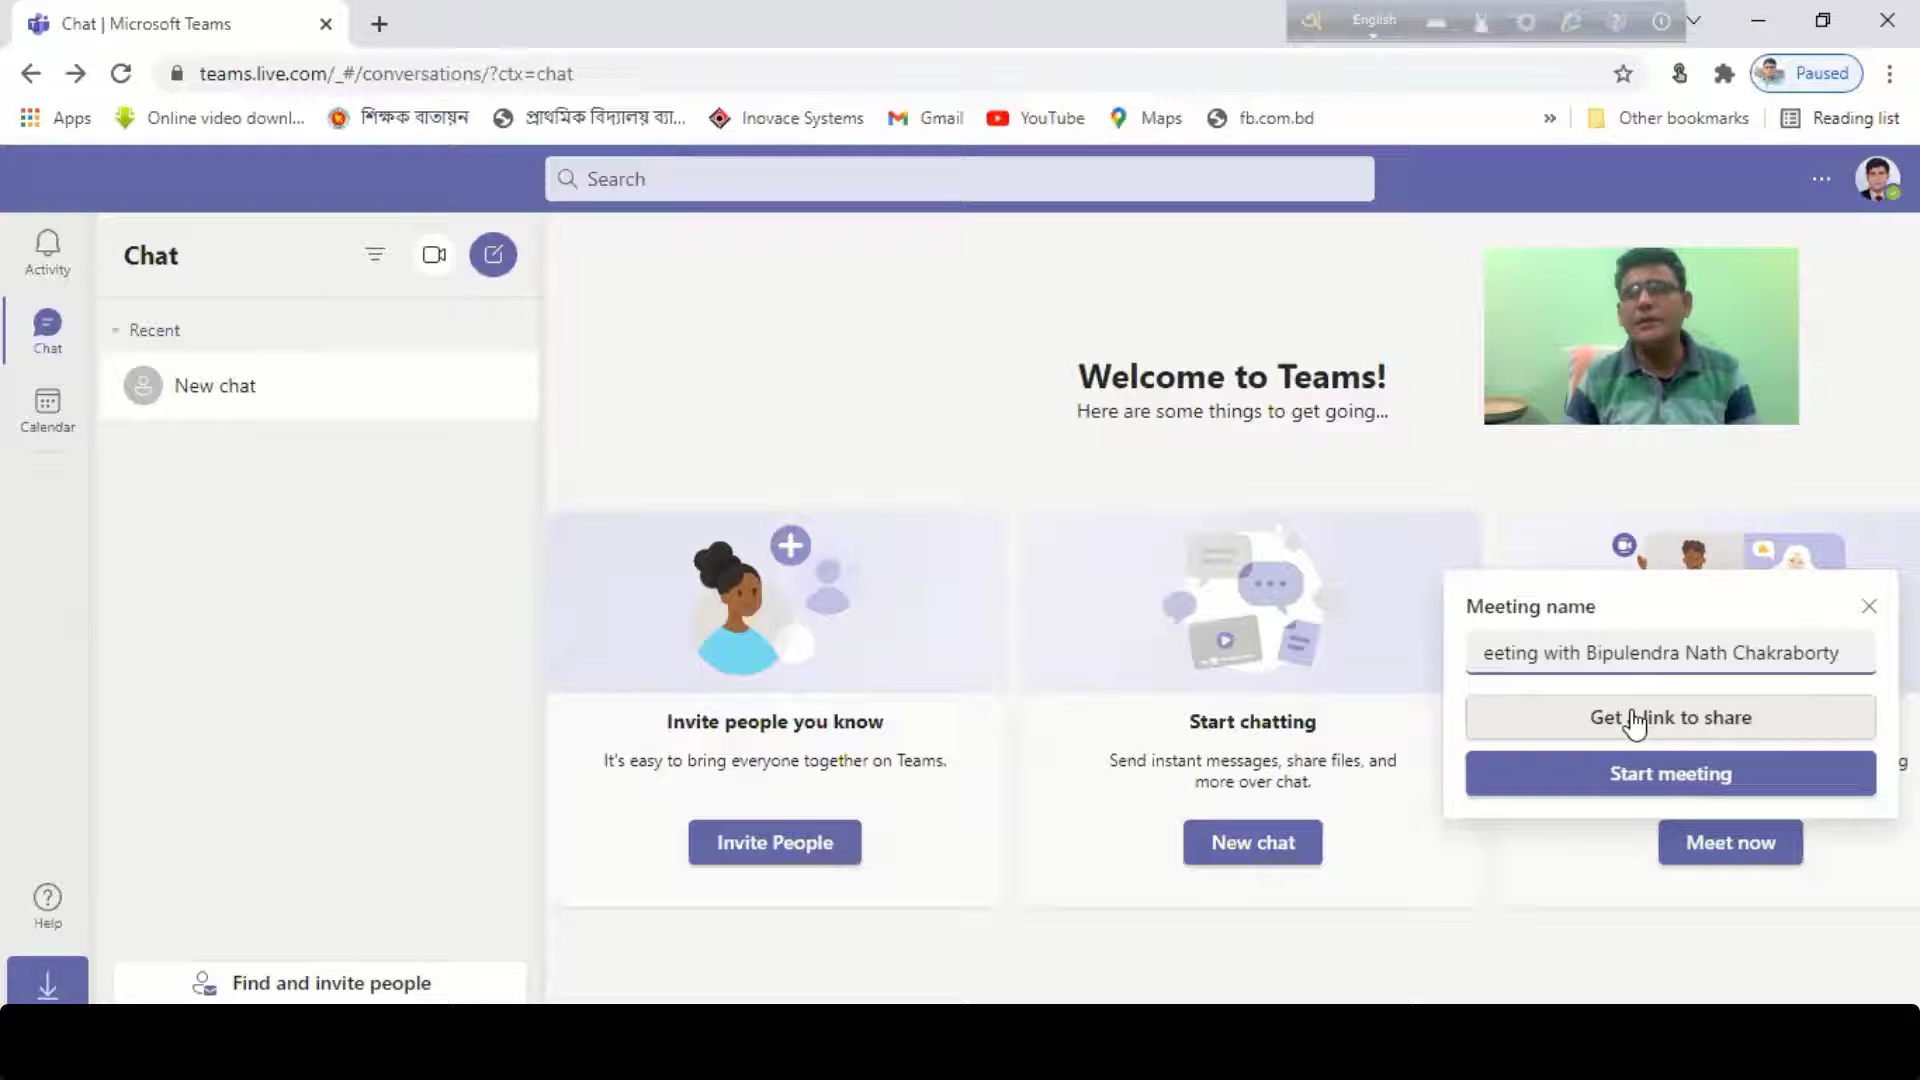 Chat | Microsoft Teams
English
teams.live.com/_#/conversations/?ctx=chat
Paused
Apps
Online video downl...
শিক্ষক বাতায়ন
প্রাথমিক বিদ্যালয় ব্যা...
Inovace Systems
Gmail
YouTube
Maps
fb.com.bd
»
Other bookmarks
Reading list
Search
Activity
Chat
Calendar
Help
Chat
Recent
New chat
Find and invite people
Welcome to Teams!
Here are some things to get going...
Invite people you know
It's easy to bring everyone together on Teams.
Invite People
Start chatting
Send instant messages, share files, and
more over chat.
New chat
Meeting name
eeting with Bipulendra Nath Chakraborty
Get link to share
Start meeting
g
Meet now